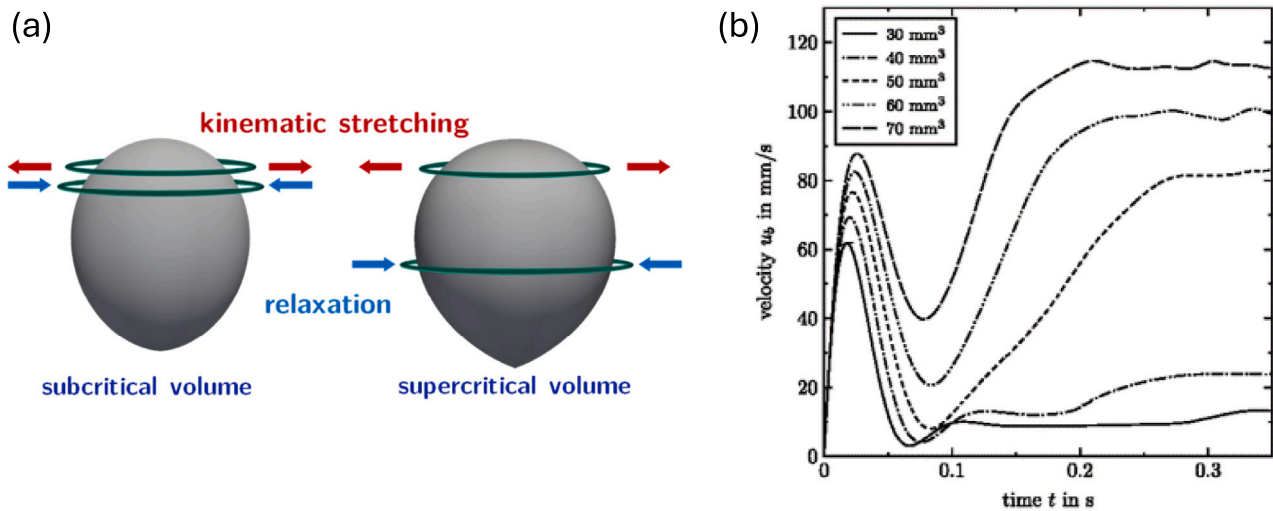 (a)
kinematic stretching
relaxation
subcritical volume
supercritical volume
(b)
30 mm³
40 mm³
50 mm³
60 mm³
70 mm³
velocity u_b in mm/s
120
100
80
60
40
20
0
0
0.1
0.2
0.3
time t in s